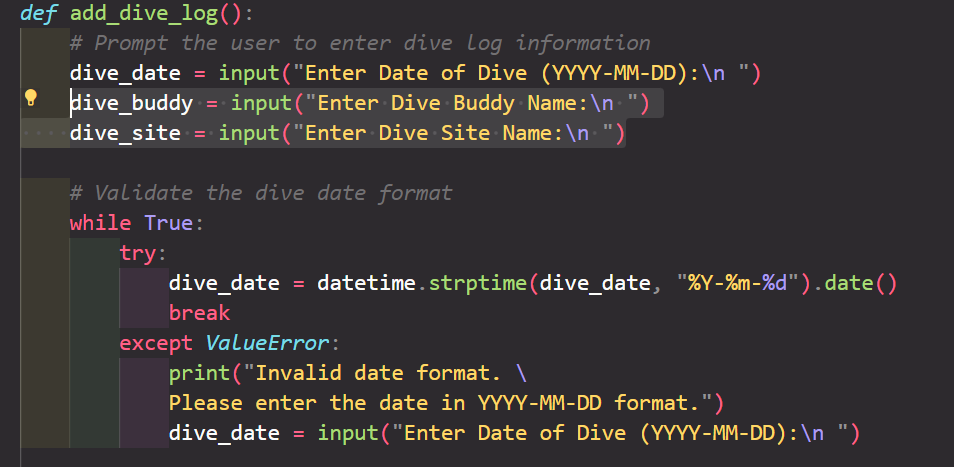 def add_dive_log():
    # Prompt the user to enter dive log information
    dive_date = input("Enter Date of Dive (YYYY-MM-DD):\n ")
    dive_buddy = input("Enter Dive Buddy Name:\n ")
    dive_site = input("Enter Dive Site Name:\n ")

    # Validate the dive date format
    while True:
        try:
            dive_date = datetime.strptime(dive_date, "%Y-%m-%d").date()
            break
        except ValueError:
            print("Invalid date format. \
            Please enter the date in YYYY-MM-DD format.")
            dive_date = input("Enter Date of Dive (YYYY-MM-DD):\n ")